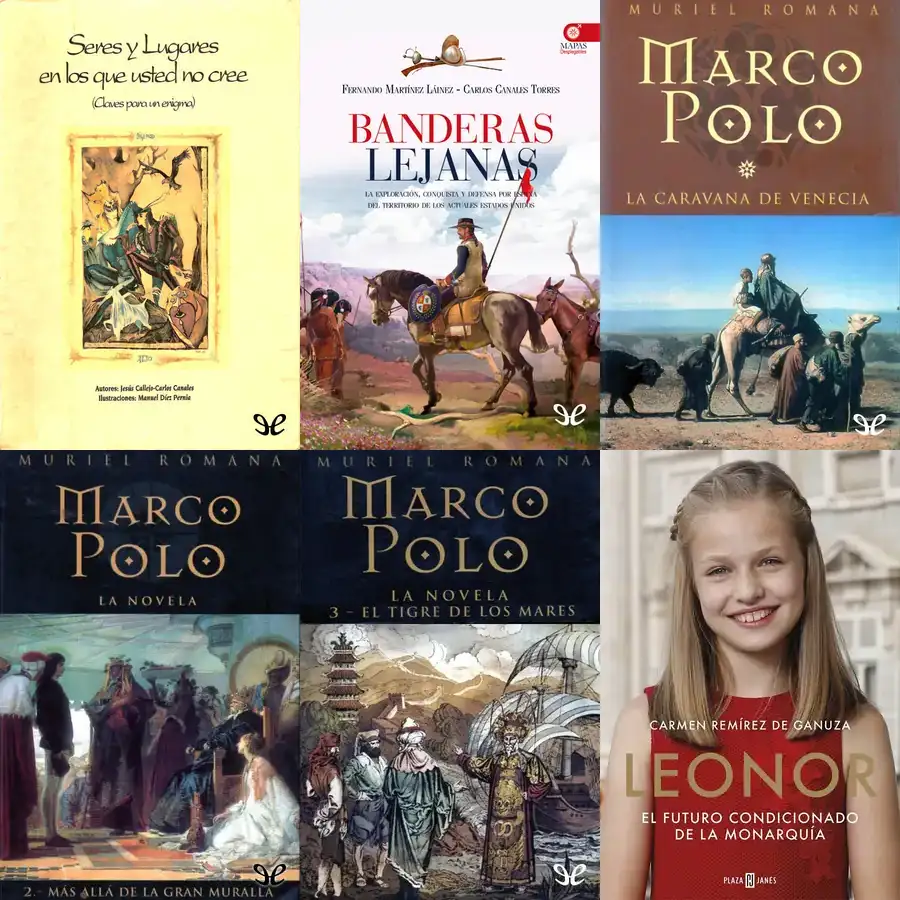 Seres y Lugares
en los que usted no cree
(Claves para un enigma)
Autores: Jesús Callejo-Carlos Canales
Ilustraciones: Manuel Díez Pernía
MAPAS
Desplegables
FERNANDO MARTÍNEZ LÁINEZ - CARLOS CANALES TORRES
BANDERAS
LEJANAS
LA EXPLORACIÓN, CONQUISTA Y DEFENSA POR ESPAÑA
DEL TERRITORIO DE LOS ACTUALES ESTADOS UNIDOS
MURIEL ROMANA
MARCO
POLO
LA CARAVANA DE VENECIA
MURIEL ROMANA
MARCO
POLO
LA NOVELA
2.- MÁS ALLÁ DE LA GRAN MURALLA
MURIEL ROMANA
MARCO
POLO
LA NOVELA
3 - EL TIGRE DE LOS MARES
CARMEN REMÍREZ DE GANUZA
LEONOR
EL FUTURO CONDICIONADO
DE LA MONARQUÍA
PLAZA JANES